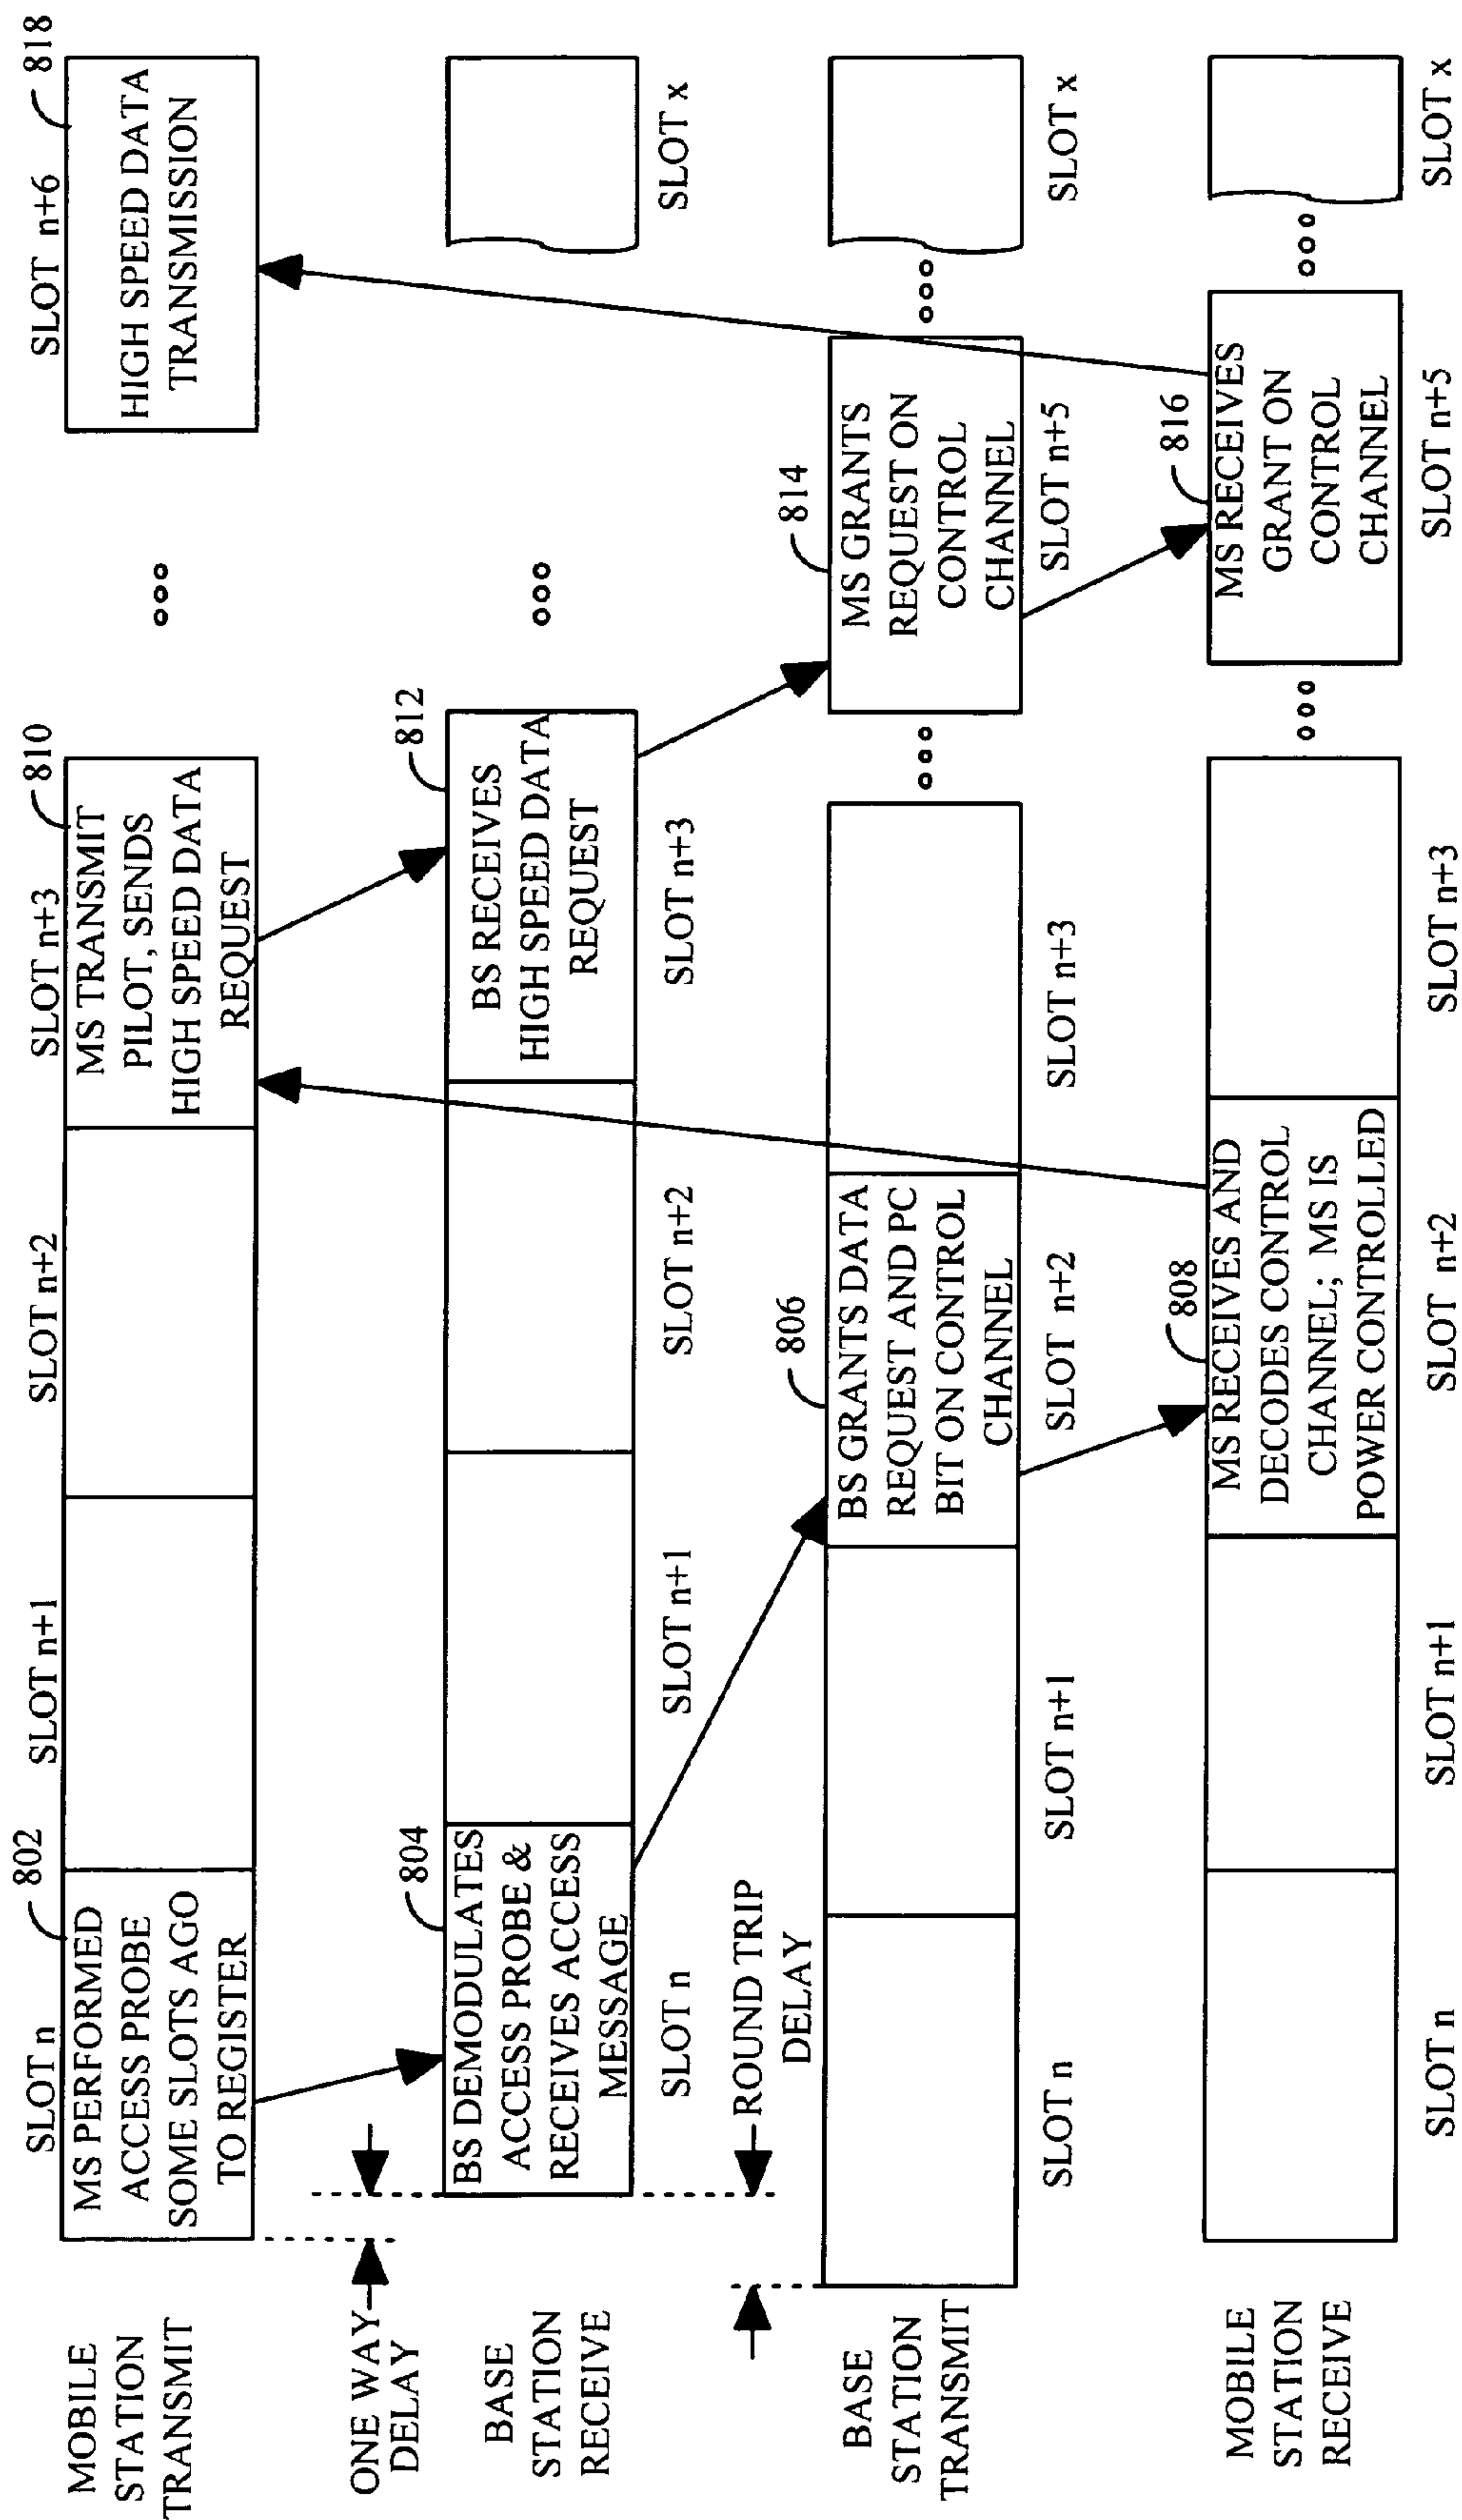 MOBILE
STATION
TRANSMIT
SLOT n
802
MS PERFORMED
ACCESS PROBE
SOME SLOTS AGO
TO REGISTER
SLOT n+1
SLOT n+2
SLOT n+3
810
MS TRANSMIT
PILOT, SENDS
HIGH SPEED DATA
REQUEST
SLOT n+6
818
HIGH SPEED DATA
TRANSMISSION
ONE WAY
DELAY
BASE
STATION
RECEIVE
804
BS DEMODULATES
ACCESS PROBE &
RECEIVES ACCESS
MESSAGE
812
BS RECEIVES
HIGH SPEED DATA
REQUEST
SLOT n
SLOT n+1
SLOT n+2
SLOT n+3
SLOT x
ROUND TRIP
DELAY
BASE
STATION
TRANSMIT
806
BS GRANTS DATA
REQUEST AND PC
BIT ON CONTROL
CHANNEL
814
MS GRANTS
REQUEST ON
CONTROL
CHANNEL
SLOT n
SLOT n+1
SLOT n+2
SLOT n+3
SLOT n+5
SLOT x
MOBILE
STATION
RECEIVE
808
MS RECEIVES AND
DECODES CONTROL
CHANNEL; MS IS
POWER CONTROLLED
816
MS RECEIVES
GRANT ON
CONTROL
CHANNEL
SLOT n
SLOT n+1
SLOT n+2
SLOT n+3
SLOT n+5
SLOT x